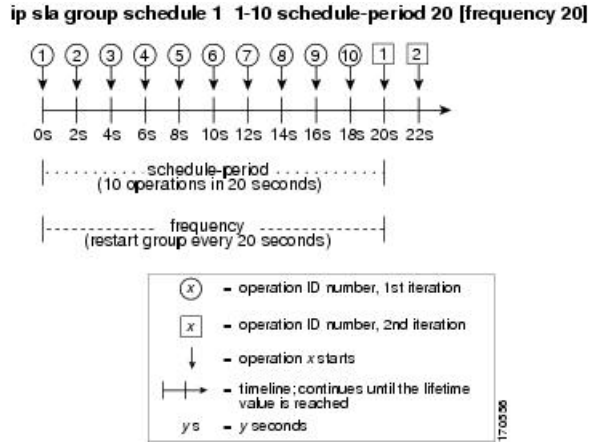 ip sla group schedule 1 1-10 schedule-period 20 [frequency 20]
1 2 3 4 5 6 7 8 9 10 1 2
0s 2s 4s 6s 8s 10s 12s 14s 16s 18s 20s 22s
schedule-period
(10 operations in 20 seconds)
frequency
(restart group every 20 seconds)
x = operation ID number, 1st iteration
x = operation ID number, 2nd iteration
= operation x starts
= timeline; continues until the lifetime
value is reached
y s = y seconds
170556